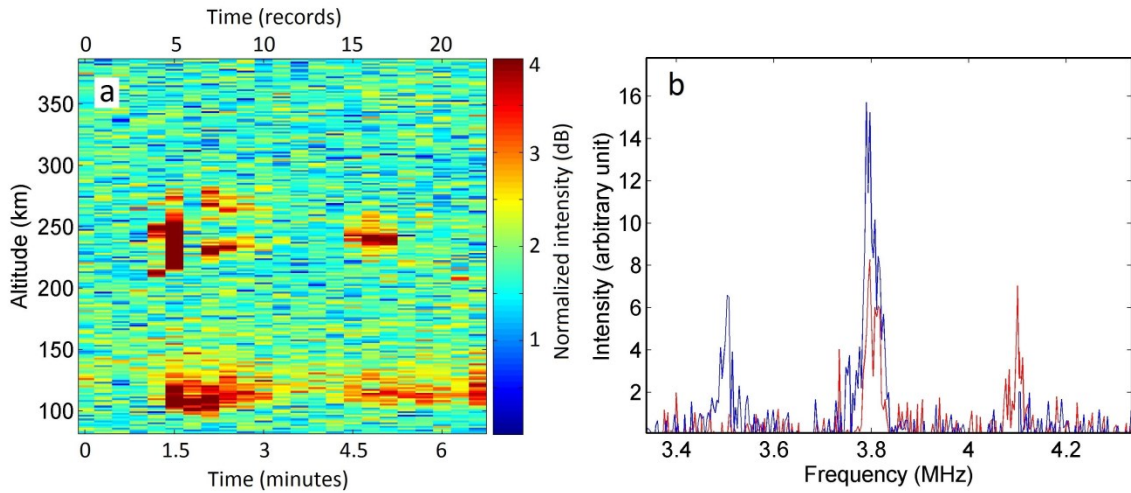 Time (records)
0 5 10 15 20
a
350
300
250
200
150
100
Altitude (km)
0 1.5 3 4.5 6
Time (minutes)
4
3
2
1
Normalized intensity (dB)
b
16
14
12
10
8
6
4
2
Intensity (arbitrary unit)
3.4 3.6 3.8 4 4.2
Frequency (MHz)